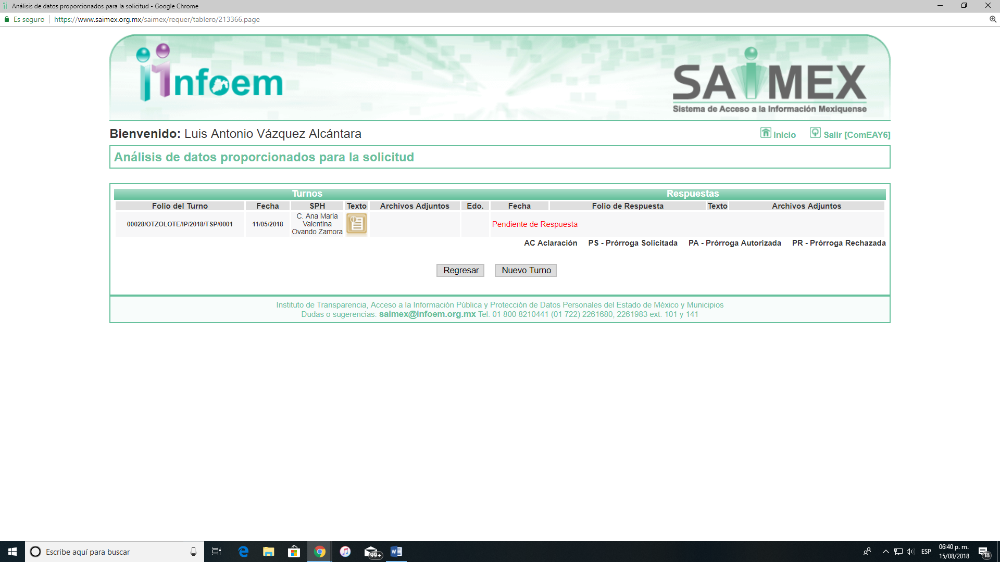 Análisis de datos proporcionados para la solicitud - Google Chrome
Es seguro https://www.saimex.org.mx/saimex/requer/tablero/213366.page
infoem
SAIMEX
Sistema de Acceso a la Información Mexiquense
Bienvenido: Luis Antonio Vázquez Alcántara
Inicio Salir [ComEAY6]
Análisis de datos proporcionados para la solicitud
Turnos Respuestas
Folio del Turno Fecha SPH Texto Archivos Adjuntos Edo. Fecha Folio de Respuesta Texto Archivos Adjuntos
00028/OTZOLOTE/IP/2018/TSP/0001 11/05/2018 C. Ana Maria Valentina Ovando Zamora Pendiente de Respuesta
AC Aclaración PS - Prórroga Solicitada PA - Prórroga Autorizada PR - Prórroga Rechazada
Regresar Nuevo Turno
Instituto de Transparencia, Acceso a la Información Pública y Protección de Datos Personales del Estado de México y Municipios
Dudas o sugerencias: saimex@infoem.org.mx Tel. 01 800 8210441 (01 722) 2261680, 2261983 ext. 101 y 141
Escribe aquí para buscar
99+
ESP
06:40 p. m.
15/08/2018
18